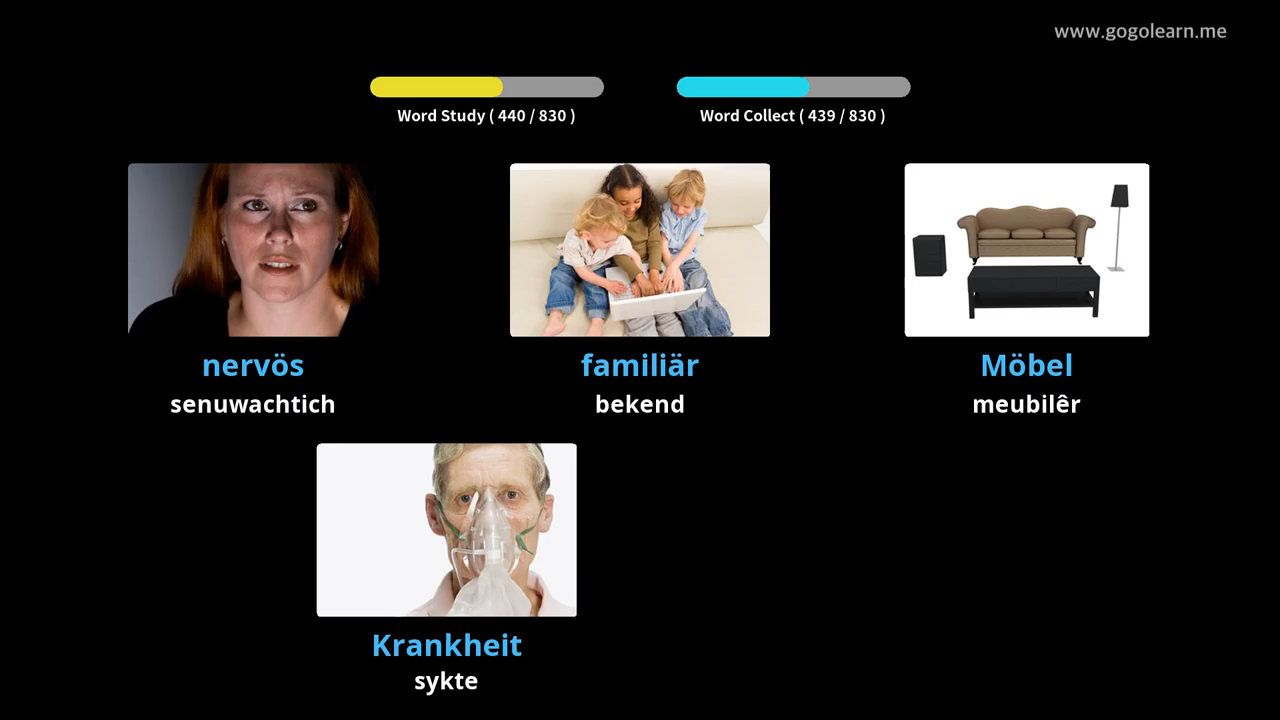 www.gogolearn.me
Word Study ( 440 / 830 )
Word Collect ( 439 / 830 )
nervös
senuwachtich
familiär
bekend
Möbel
meubilêr
Krankheit
sykte